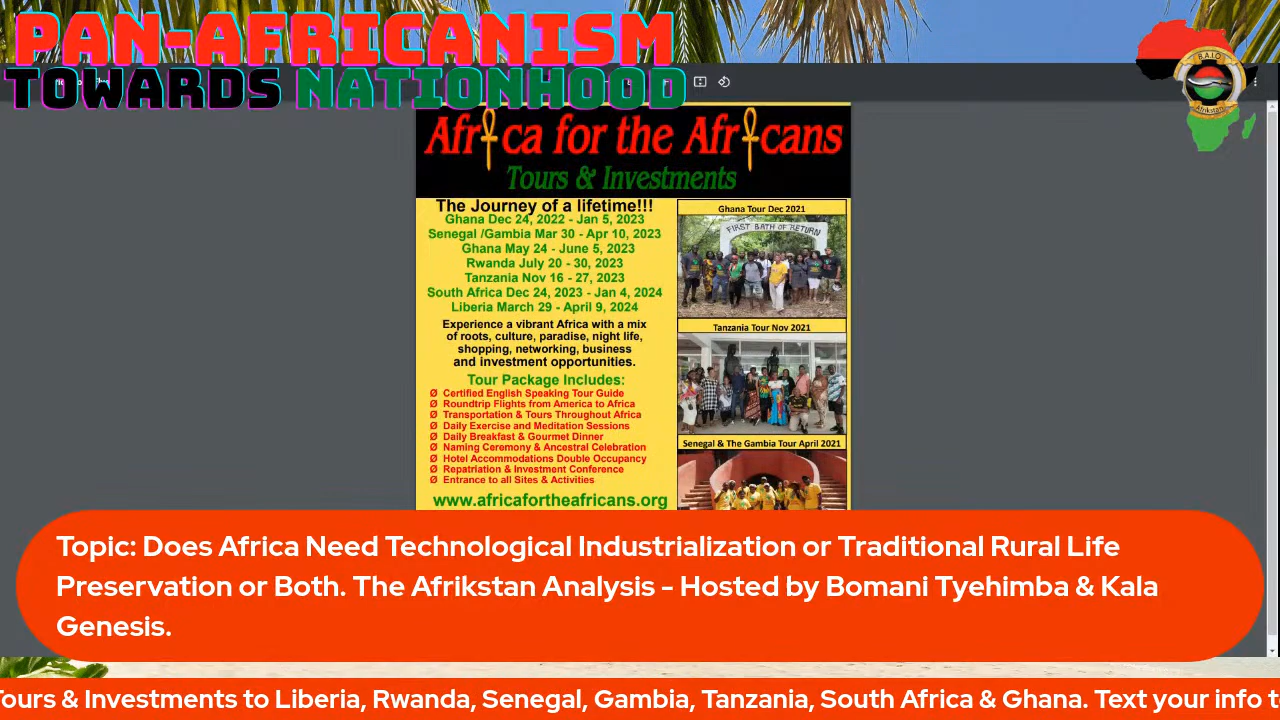 PAN-AFRICANISM
TOWARDS NATIONHOOD
B.A.I.O.
Afrikstan
Africa for the Africans
Tours & Investments
The Journey of a lifetime!!!
Ghana Dec 24, 2022 - Jan 5, 2023
Senegal /Gambia Mar 30 - Apr 10, 2023
Ghana May 24 - June 5, 2023
Rwanda July 20 - 30, 2023
Tanzania Nov 16 - 27, 2023
South Africa Dec 24, 2023 - Jan 4, 2024
Liberia March 29 - April 9, 2024
Experience a vibrant Africa with a mix
of roots, culture, paradise, night life,
shopping, networking, business
and investment opportunities.
Tour Package Includes:
Ø Certified English Speaking Tour Guide
Ø Roundtrip Flights from America to Africa
Ø Transportation & Tours Throughout Africa
Ø Daily Exercise and Meditation Sessions
Ø Daily Breakfast & Gourmet Dinner
Ø Naming Ceremony & Ancestral Celebration
Ø Hotel Accommodations Double Occupancy
Ø Repatriation & Investment Conference
Ø Entrance to all Sites & Activities
www.africafortheafricans.org
Ghana Tour Dec 2021
FIRST BATH OF RETURN
Tanzania Tour Nov 2021
Senegal & The Gambia Tour April 2021
Topic: Does Africa Need Technological Industrialization or Traditional Rural Life
Preservation or Both. The Afrikstan Analysis - Hosted by Bomani Tyehimba & Kala
Genesis.
Tours & Investments to Liberia, Rwanda, Senegal, Gambia, Tanzania, South Africa & Ghana. Text your info t